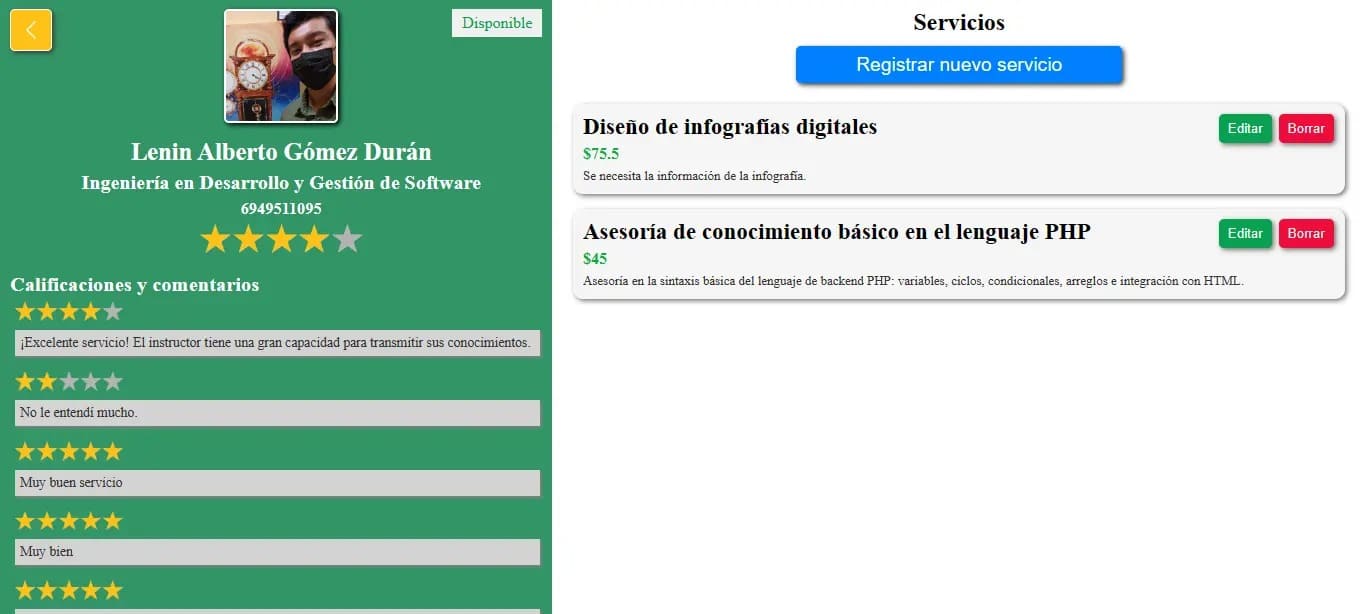 Disponible
Lenin Alberto Gómez Durán
Ingeniería en Desarrollo y Gestión de Software
6949511095
Calificaciones y comentarios
¡Excelente servicio! El instructor tiene una gran capacidad para transmitir sus conocimientos.
No le entendí mucho.
Muy buen servicio
Muy bien
Servicios
Registrar nuevo servicio
Diseño de infografías digitales
Editar
Borrar
$75.5
Se necesita la información de la infografía.
Asesoría de conocimiento básico en el lenguaje PHP
Editar
Borrar
$45
Asesoría en la sintaxis básica del lenguaje de backend PHP: variables, ciclos, condicionales, arreglos e integración con HTML.